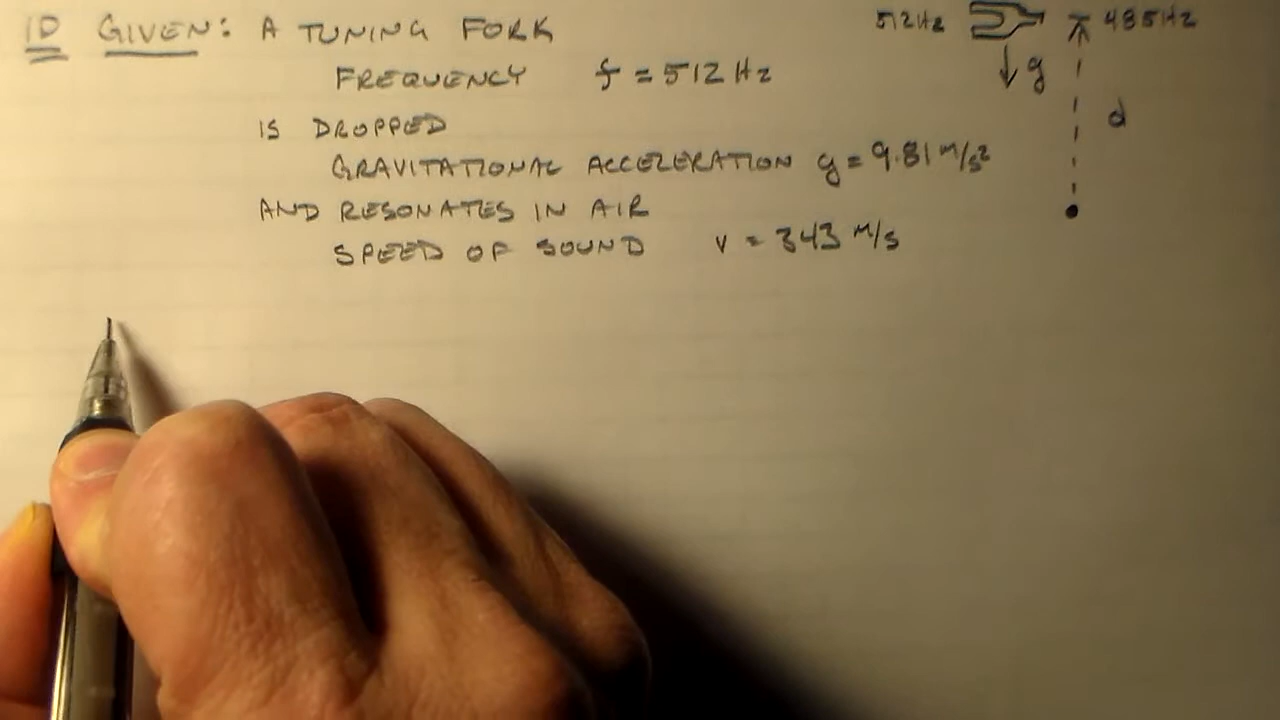 1D GIVEN: A TUNING FORK
FREQUENCY f = 512 Hz
IS DROPPED
GRAVITATIONAL ACCELERATION g = 9.81 m/s²
AND RESONATES IN AIR
SPEED OF SOUND v = 343 m/s
512 Hz
485 Hz
g
d